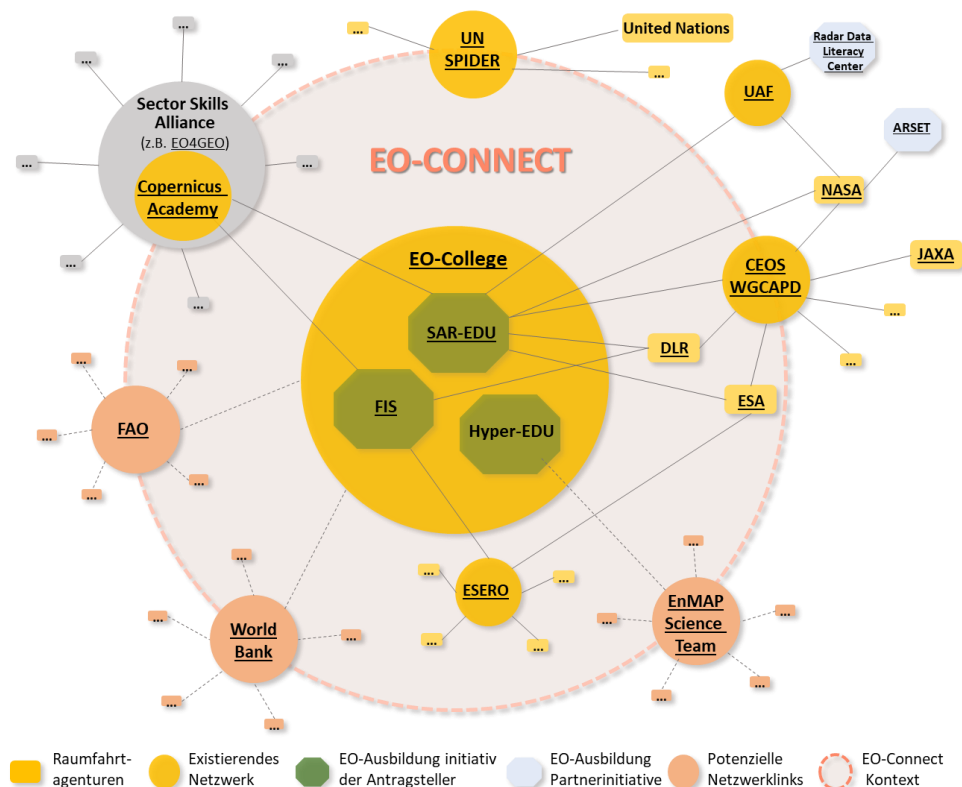 ...
...
UN
SPIDER
United Nations
...
Radar Data
Literacy
Center
...
...
...
...
Sector Skills
Alliance
(z.B. EO4GEO)
...
...
Copernicus
Academy
...
...
EO-CONNECT
UAF
ARSET
NASA
EO-College
CEOS
WGCAPD
JAXA
...
...
SAR-EDU
DLR
FIS
ESA
Hyper-EDU
...
...
...
FAO
...
...
...
...
...
World
Bank
...
...
...
...
...
ESERO
...
...
...
EnMAP
Science
Team
...
...
...
...
Raumfahrt-
agenturen
Existierendes
Netzwerk
EO-Ausbildung initiativ
der Antragsteller
EO-Ausbildung
Partnerinitiative
Potenzielle
Netzwerklinks
EO-Connect
Kontext